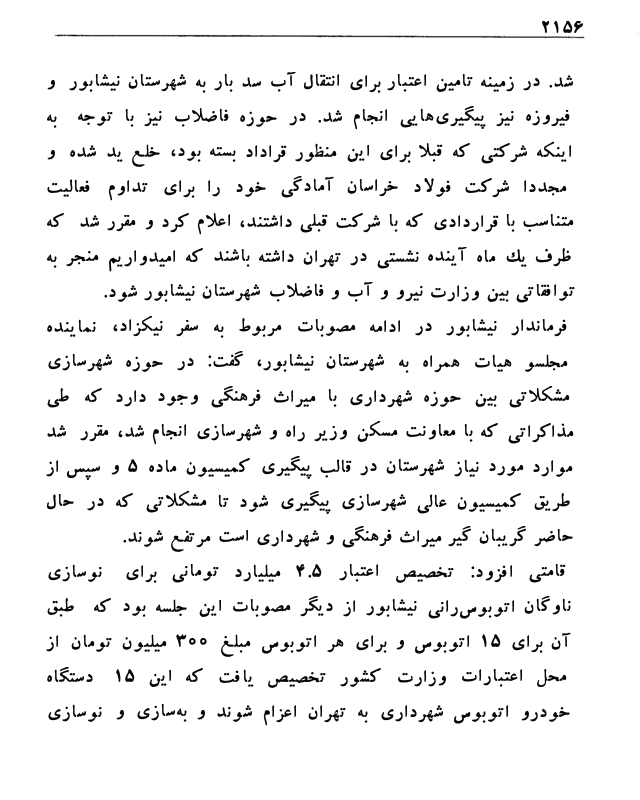 ۲۱۵۶
شد. در زمینه تامین اعتبار برای انتقال آب سد بار به شهرستان نیشابور و
فیروزه نیز پیگیری‌هایی انجام شد. در حوزه فاضلاب نیز با توجه به
اینکه شرکتی که قبلا برای این منظور قراداد بسته بود، خلع ید شده و
مجددا شرکت فولاد خراسان آمادگی خود را برای تداوم فعالیت
متناسب با قراردادی که با شرکت قبلی داشتند، اعلام کرد و مقرر شد که
ظرف یك ماه آینده نشستی در تهران داشته باشند که امیدواریم منجر به
توافقاتی بین وزارت نیرو و آب و فاضلاب شهرستان نیشابور شود.
فرماندار نیشابور در ادامه مصوبات مربوط به سفر نیکزاد، نماینده
مجلسو هیات همراه به شهرستان نیشابور، گفت: در حوزه شهرسازی
مشکلاتی بین حوزه شهرداری با میراث فرهنگی وجود دارد که طی
مذاکراتی که با معاونت مسکن وزیر راه و شهرسازی انجام شد، مقرر شد
موارد مورد نیاز شهرستان در قالب پیگیری کمیسیون ماده ۵ و سپس از
طریق کمیسیون عالی شهرسازی پیگیری شود تا مشکلاتی که در حال
حاضر گریبان گیر میراث فرهنگی و شهرداری است مرتفع شوند.
قامتی افزود: تخصیص اعتبار ۴.۵ میلیارد تومانی برای نوسازی
ناوگان اتوبوس‌رانی نیشابور از دیگر مصوبات این جلسه بود که طبق
آن برای ۱۵ اتوبوس و برای هر اتوبوس مبلغ ۳۰۰ میلیون تومان از
محل اعتبارات وزارت کشور تخصیص یافت که این ۱۵ دستگاه
خودرو اتوبوس شهرداری به تهران اعزام شوند و به‌سازی و نوسازی